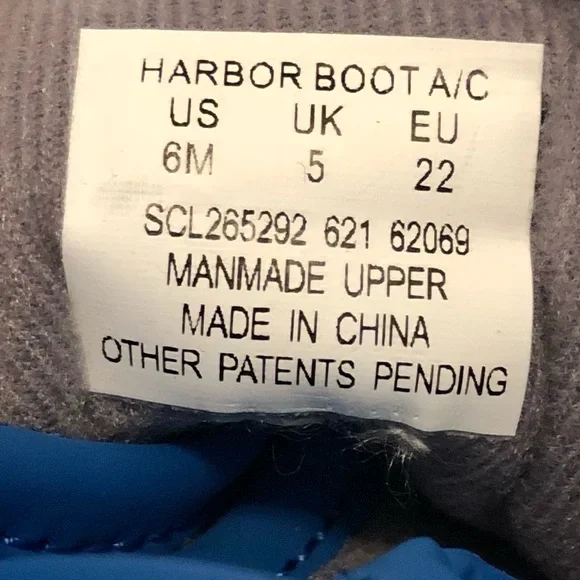 HARBOR BOOT A/C
US UK EU
6M 5 22
SCL265292 621 62069
MANMADE UPPER
MADE IN CHINA
OTHER PATENTS PENDING